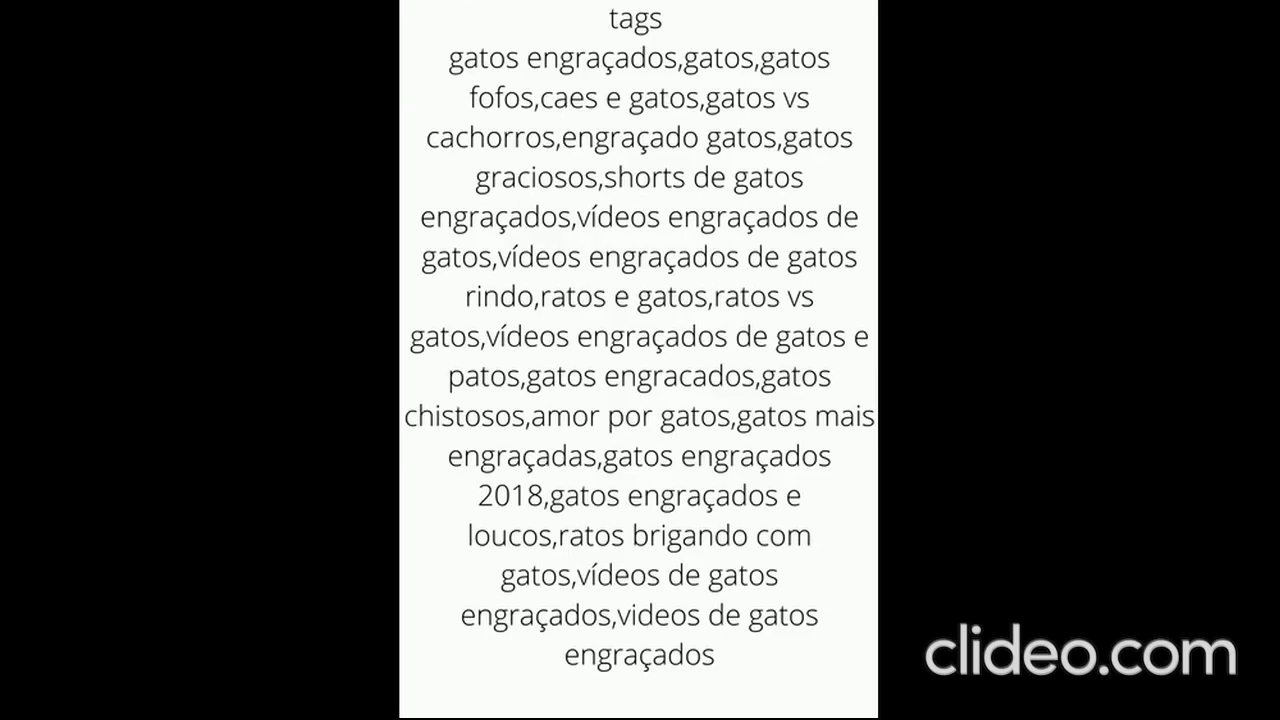 tags
gatos engraçados,gatos,gatos
fofos,caes e gatos,gatos vs
cachorros,engraçado gatos,gatos
graciosos,shorts de gatos
engraçados,vídeos engraçados de
gatos,vídeos engraçados de gatos
rindo,ratos e gatos,ratos vs
gatos,vídeos engraçados de gatos e
patos,gatos engracados,gatos
chistosos,amor por gatos,gatos mais
engraçadas,gatos engraçados
2018,gatos engraçados e
loucos,ratos brigando com
gatos,vídeos de gatos
engraçados,videos de gatos
engraçados
clideo.com